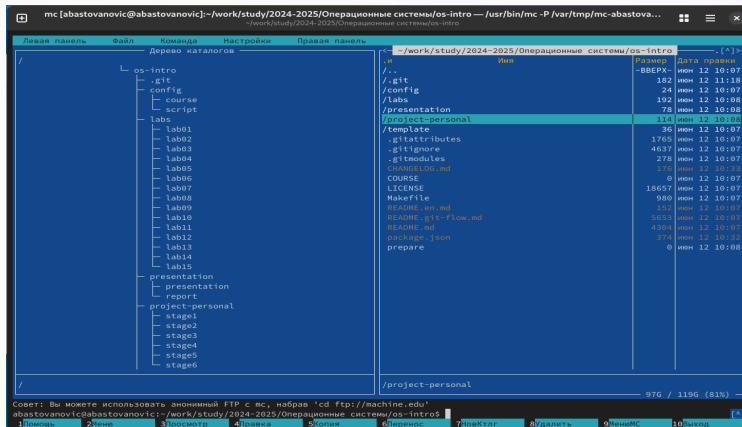 mc [abastovanovic@abastovanovic]:~/work/study/2024-2025/Операционные системы/os-intro — /usr/bin/mc -P /var/tmp/mc-abastova...
~/work/study/2024-2025/Операционные системы/os-intro
Левая панель Файл Команда Настройки Правая панель
Дерево каталогов
/
os-intro
.git
config
course
script
labs
lab01
lab02
lab03
lab04
lab05
lab06
lab07
lab08
lab09
lab10
lab11
lab12
lab13
lab14
lab15
presentation
presentation
report
project-personal
stage1
stage2
stage3
stage4
stage5
stage6
/
<— ~/work/study/2024-2025/Операционные системы/os-intro .[^]>
.и Имя Размер Дата правки
/.. -ВВЕРХ- июн 12 10:07
/.git 182 июн 12 11:18
/config 24 июн 12 10:07
/labs 192 июн 12 10:08
/presentation 78 июн 12 10:08
/project-personal 114 июн 12 10:08
/template 36 июн 12 10:07
.gitattributes 1765 июн 12 10:07
.gitignore 4637 июн 12 10:07
.gitmodules 278 июн 12 10:07
CHANGELOG.md 176 июн 12 10:33
COURSE 0 июн 12 10:07
LICENSE 18657 июн 12 10:07
Makefile 980 июн 12 10:07
README.en.md 152 июн 12 10:07
README.git-flow.md 5653 июн 12 10:07
README.md 4304 июн 12 10:07
package.json 374 июн 12 10:32
prepare 0 июн 12 10:08
/project-personal
97G / 119G (81%)
Совет: Вы можете использовать анонимный FTP с mc, набрав 'cd ftp://machine.edu'
abastovanovic@abastovanovic:~/work/study/2024-2025/Операционные системы/os-intro$ [^]
1Помощь 2Меню 3Просмотр 4Правка 5Копия 6Перенос 7НовКтлг 8Удалить 9МенюMC 10Выход